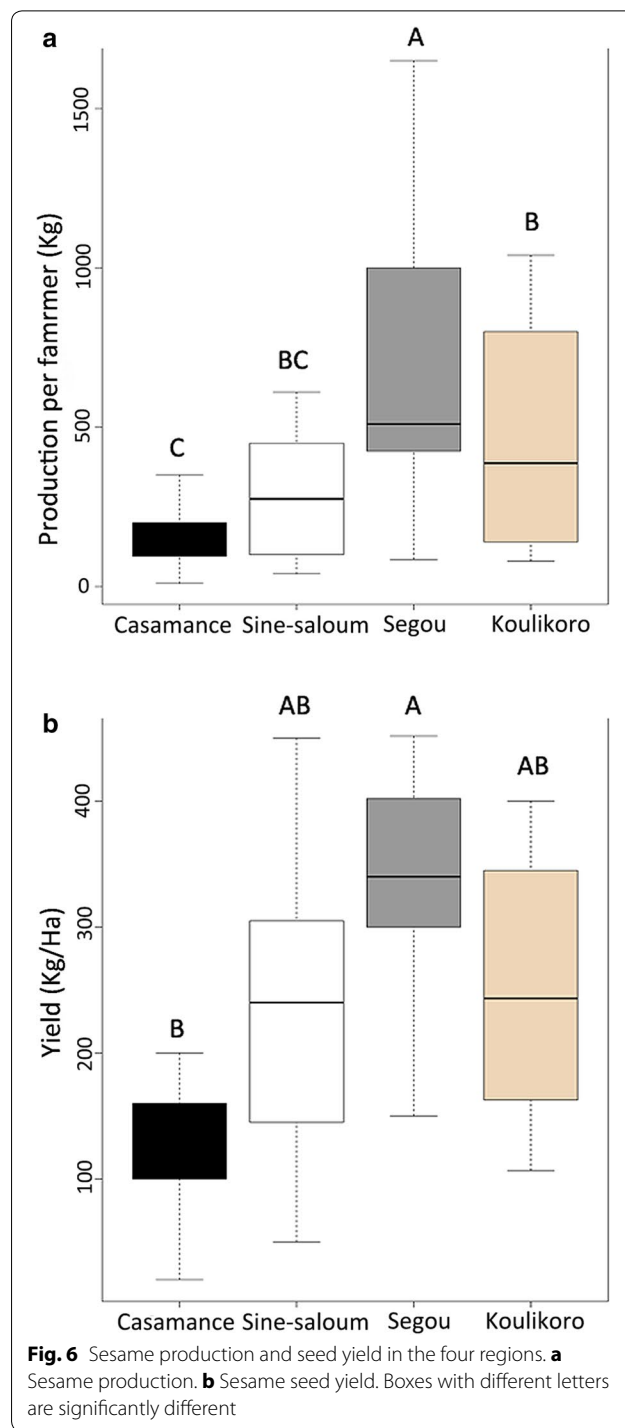 a
A
1500
1000
500
0
Production per famrmer (Kg)
B
BC
C
Casamance Sine-saloum Segou Koulikoro
b
AB A
AB
B
400
300
200
100
Yield (Kg/Ha)
Casamance Sine-saloum Segou Koulikoro
Fig. 6 Sesame production and seed yield in the four regions. a
Sesame production. b Sesame seed yield. Boxes with different letters
are significantly different